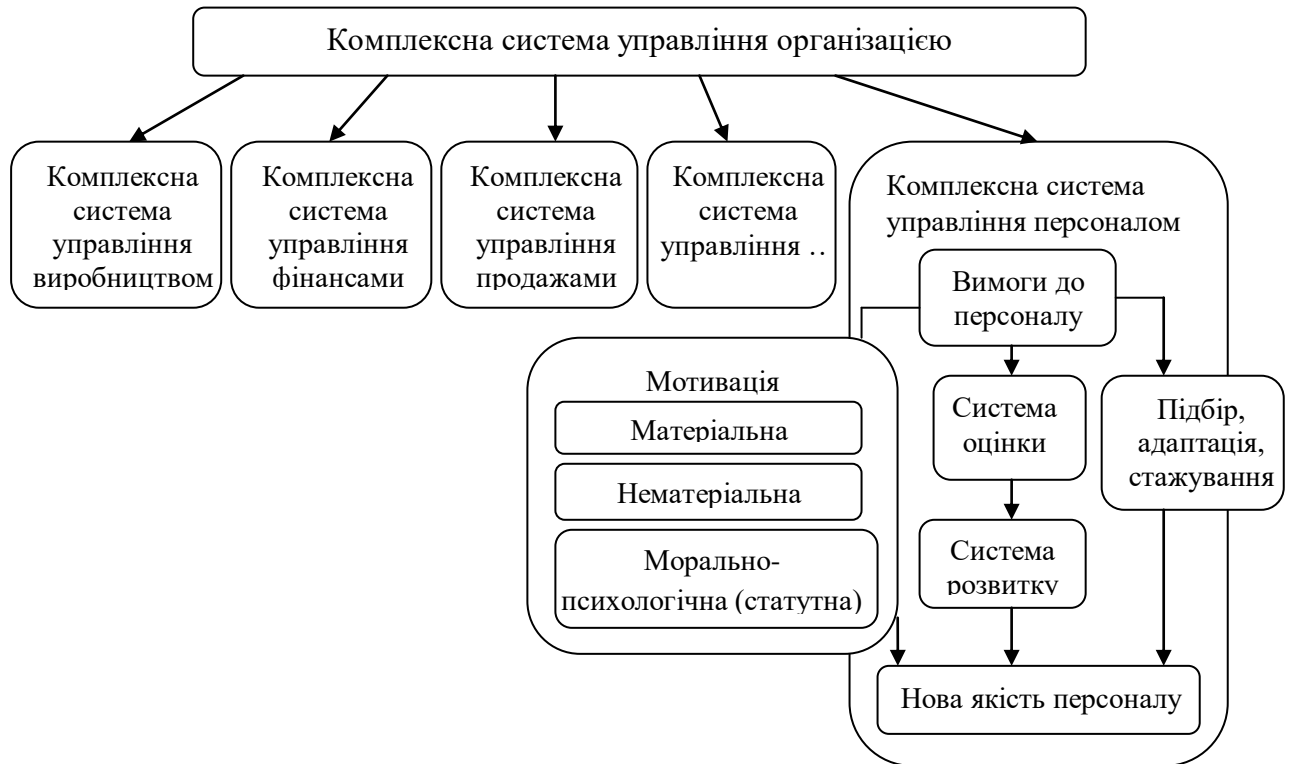 Комплексна система управління організацією
Комплексна
система
управління
виробництвом
Комплексна
система
управління
фінансами
Комплексна
система
управління
продажами
Комплексна
система
управління ..
Комплексна система
управління персоналом
Вимоги до
персоналу
Мотивація
Матеріальна
Нематеріальна
Морально-
психологічна (статутна)
Система
оцінки
Підбір,
адаптація,
стажування
Система
розвитку
Нова якість персоналу